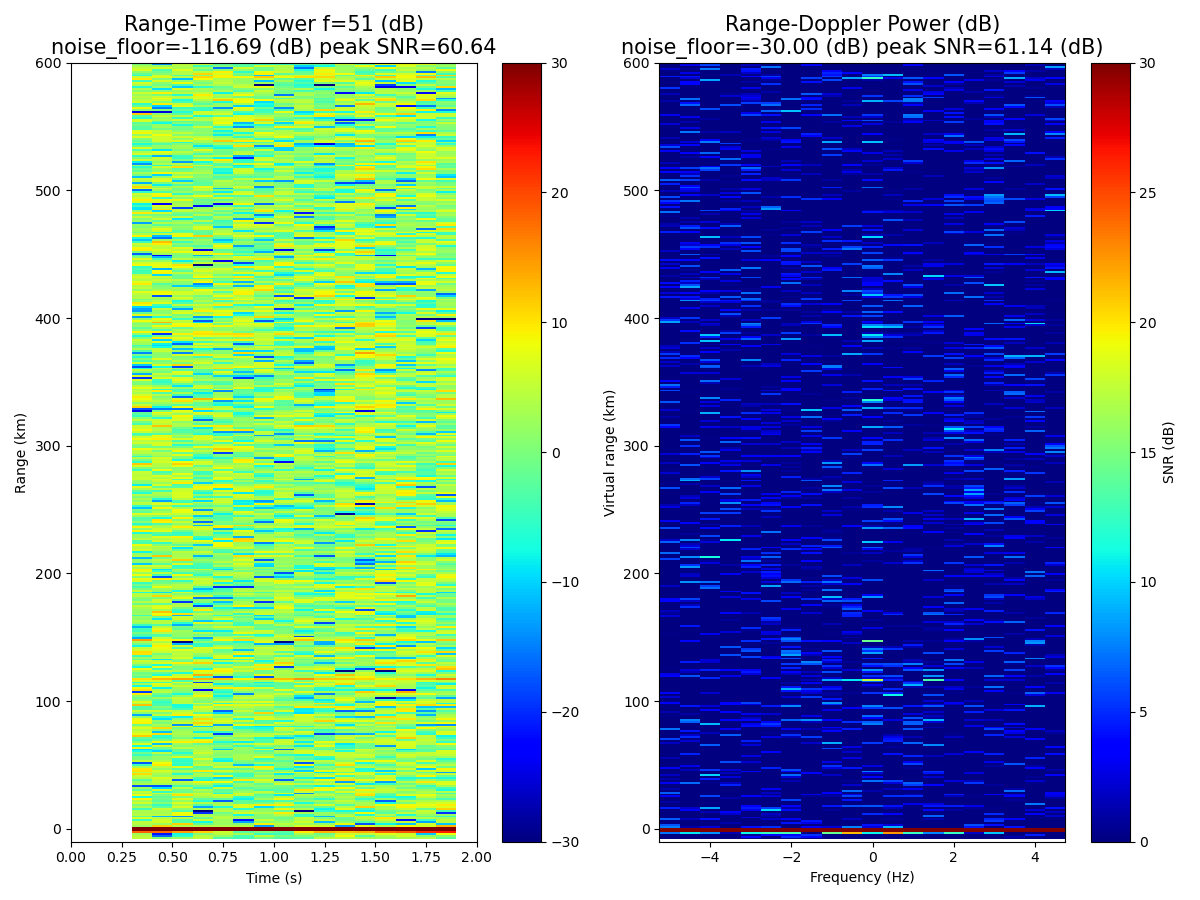 Range-Time Power f=51 (dB)
noise_floor=-116.69 (dB) peak SNR=60.64
Range (km)
600
500
400
300
200
100
0
0.00 0.25 0.50 0.75 1.00 1.25 1.50 1.75 2.00
Time (s)
30
20
10
0
−10
−20
−30
Range-Doppler Power (dB)
noise_floor=-30.00 (dB) peak SNR=61.14 (dB)
Virtual range (km)
600
500
400
300
200
100
0
−4 −2 0 2 4
Frequency (Hz)
30
25
20
15
10
5
0
SNR (dB)